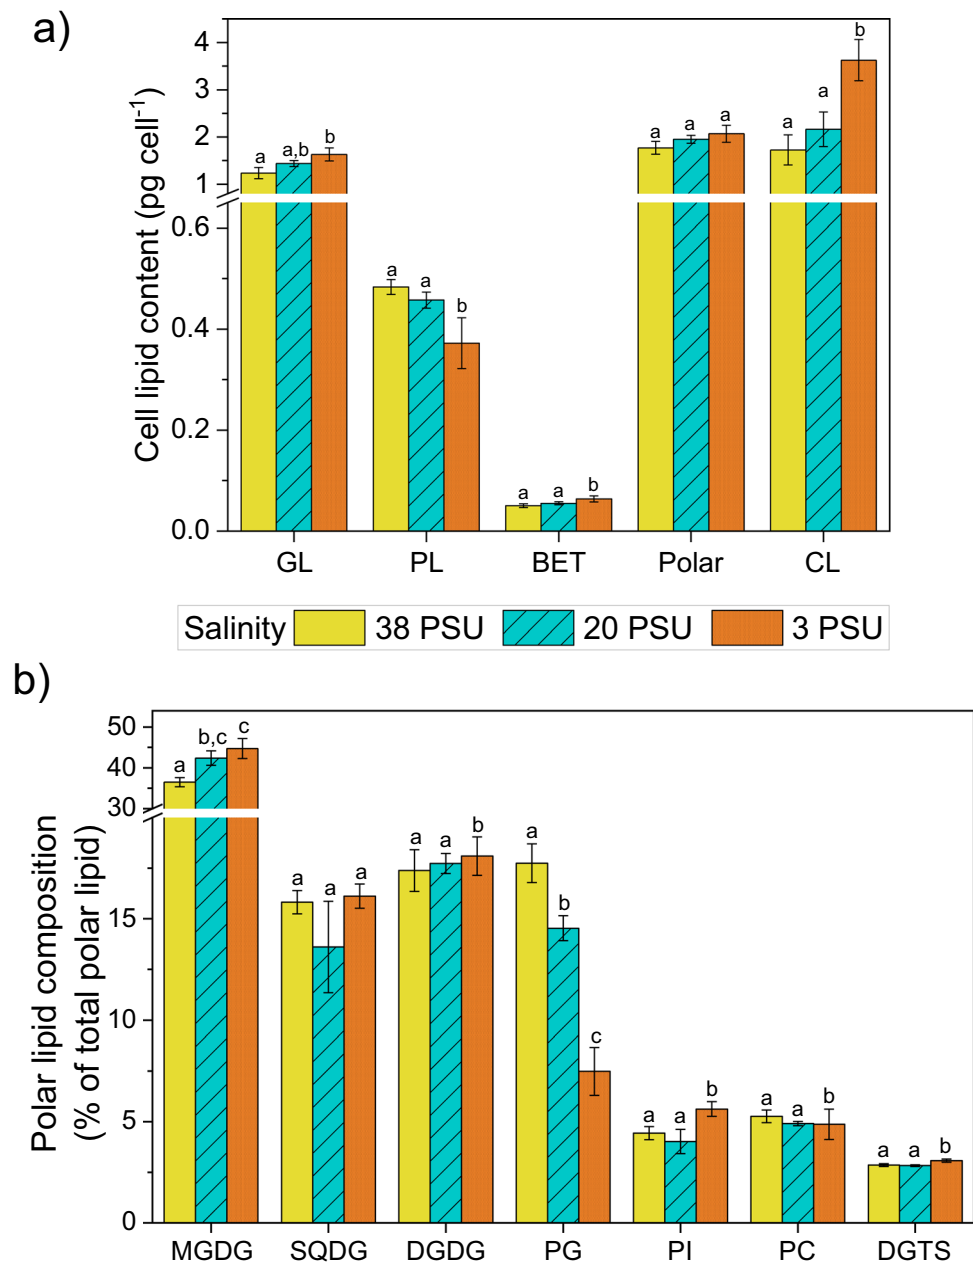 a)
Cell lipid content (pg cell⁻¹)
4
3
2
1
0.6
0.4
0.2
0.0
a a,b b
a a b
a a b
a a a
a a b
GL PL BET Polar CL
Salinity 38 PSU 20 PSU 3 PSU
b)
Polar lipid composition
(% of total polar lipid)
50
40
30
15
10
5
0
a b,c c
a a a
a a b
a b c
a a b
a a b
a a b
MGDG SQDG DGDG PG PI PC DGTS